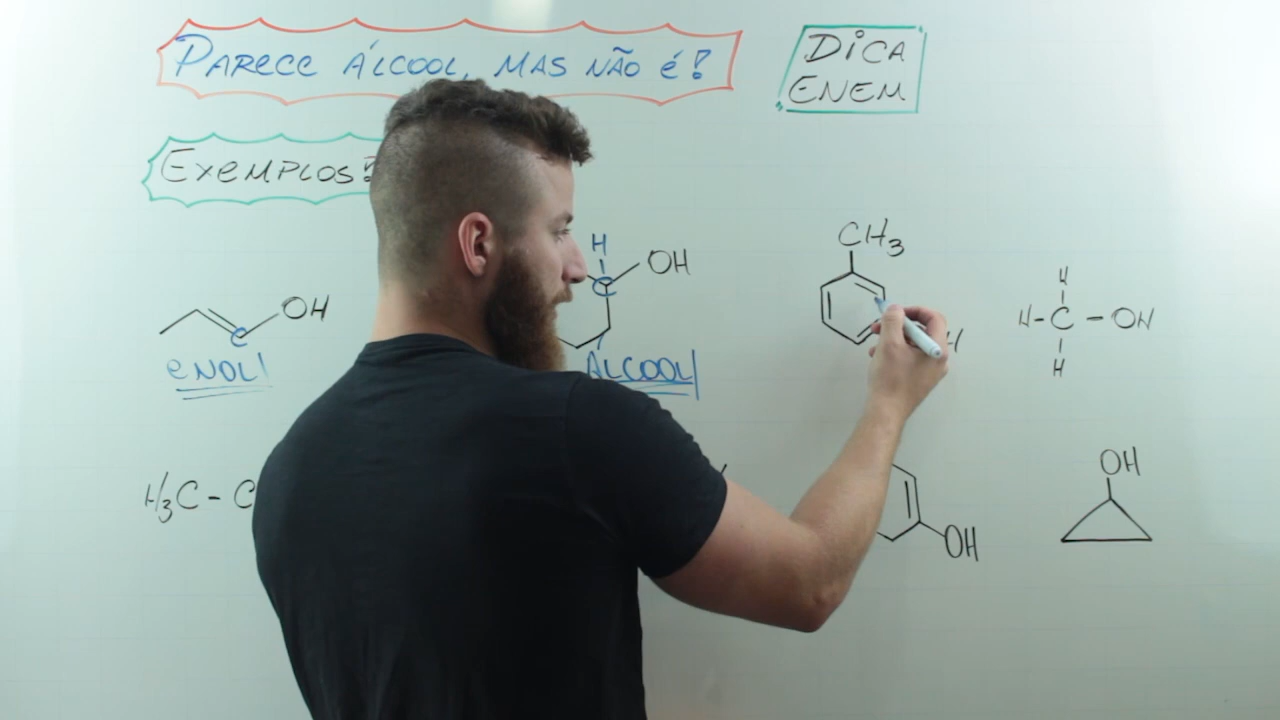 PARECE ÁLCOOL, MAS NÃO É!
DICA
ENEM
EXEMPLOS!
H
OH
CH3
H
OH
H-C-OH
H
ENOL!
ÁLCOOL
H3C-C
OH
OH